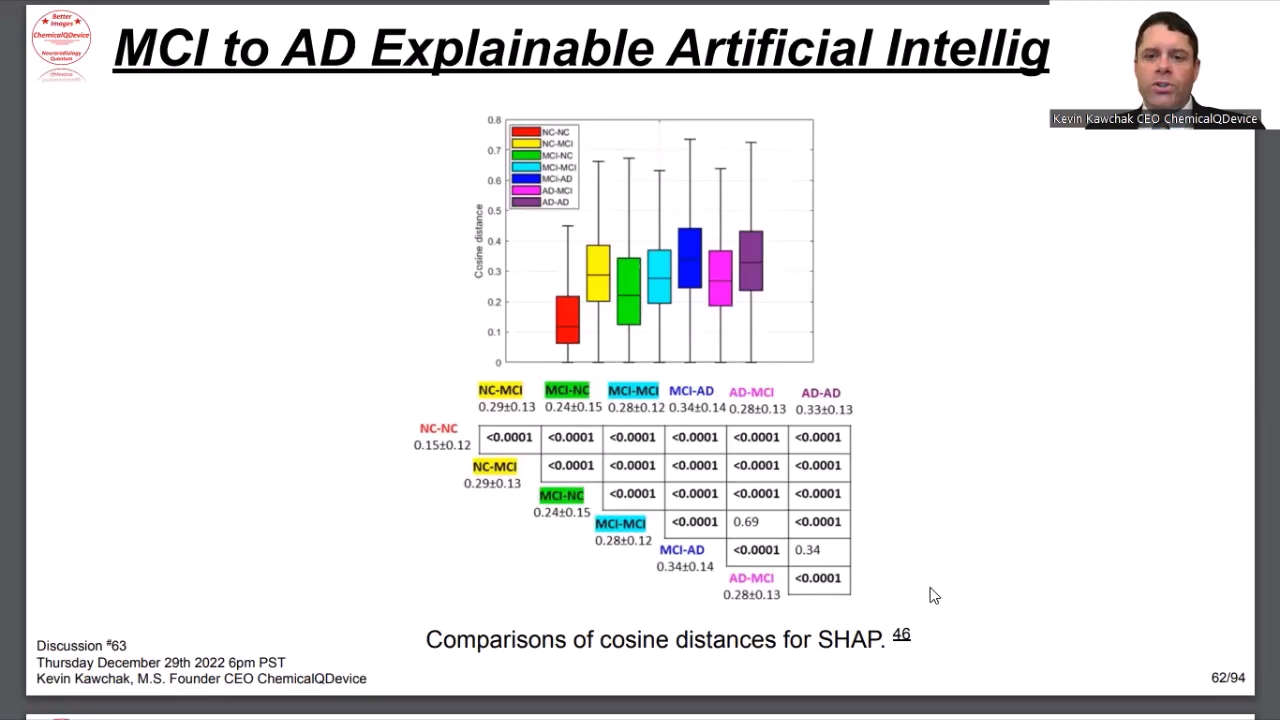 Better
Images
ChemicalQDevice
Neuroradiology
Quantum
MCI to AD Explainable Artificial Intellig
Kevin Kawchak CEO ChemicalQDevice
0.8
0.7
0.6
0.5
0.4
0.3
0.2
0.1
0
Cosine distance
NC-NC
NC-MCI
MCI-NC
MCI-MCI
MCI-AD
AD-MCI
AD-AD
NC-MCI MCI-NC MCI-MCI MCI-AD AD-MCI AD-AD
0.29±0.13 0.24±0.15 0.28±0.12 0.34±0.14 0.28±0.13 0.33±0.13
NC-NC
0.15±0.12
<0.0001 <0.0001 <0.0001 <0.0001 <0.0001 <0.0001
NC-MCI
0.29±0.13
<0.0001 <0.0001 <0.0001 <0.0001 <0.0001
MCI-NC
0.24±0.15
<0.0001 <0.0001 <0.0001 <0.0001
MCI-MCI
0.28±0.12
<0.0001 0.69 <0.0001
MCI-AD
0.34±0.14
<0.0001 0.34
AD-MCI
0.28±0.13
<0.0001
Comparisons of cosine distances for SHAP. 46
Discussion #63
Thursday December 29th 2022 6pm PST
Kevin Kawchak, M.S. Founder CEO ChemicalQDevice
62/94